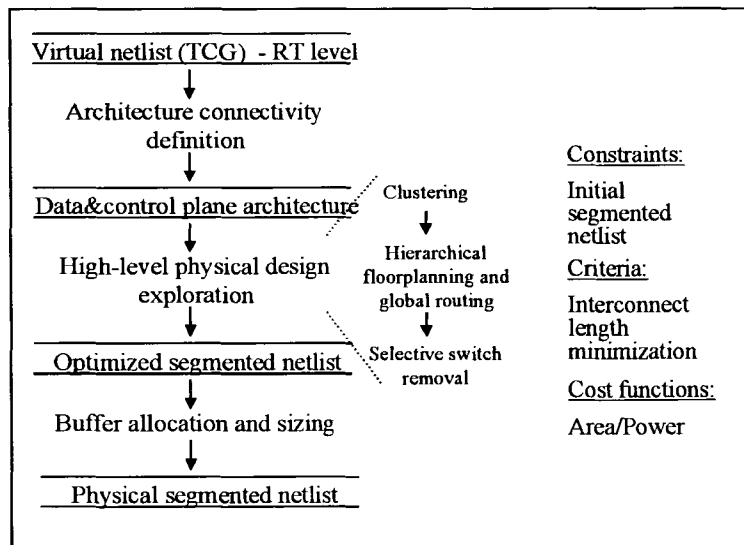 Virtual netlist (TCG) - RT level
Architecture connectivity
definition
Data&control plane architecture
High-level physical design
exploration
Optimized segmented netlist
Buffer allocation and sizing
Physical segmented netlist
Clustering
Hierarchical
floorplanning and
global routing
Selective switch
removal
Constraints:
Initial
segmented
netlist
Criteria:
Interconnect
length
minimization
Cost functions:
Area/Power